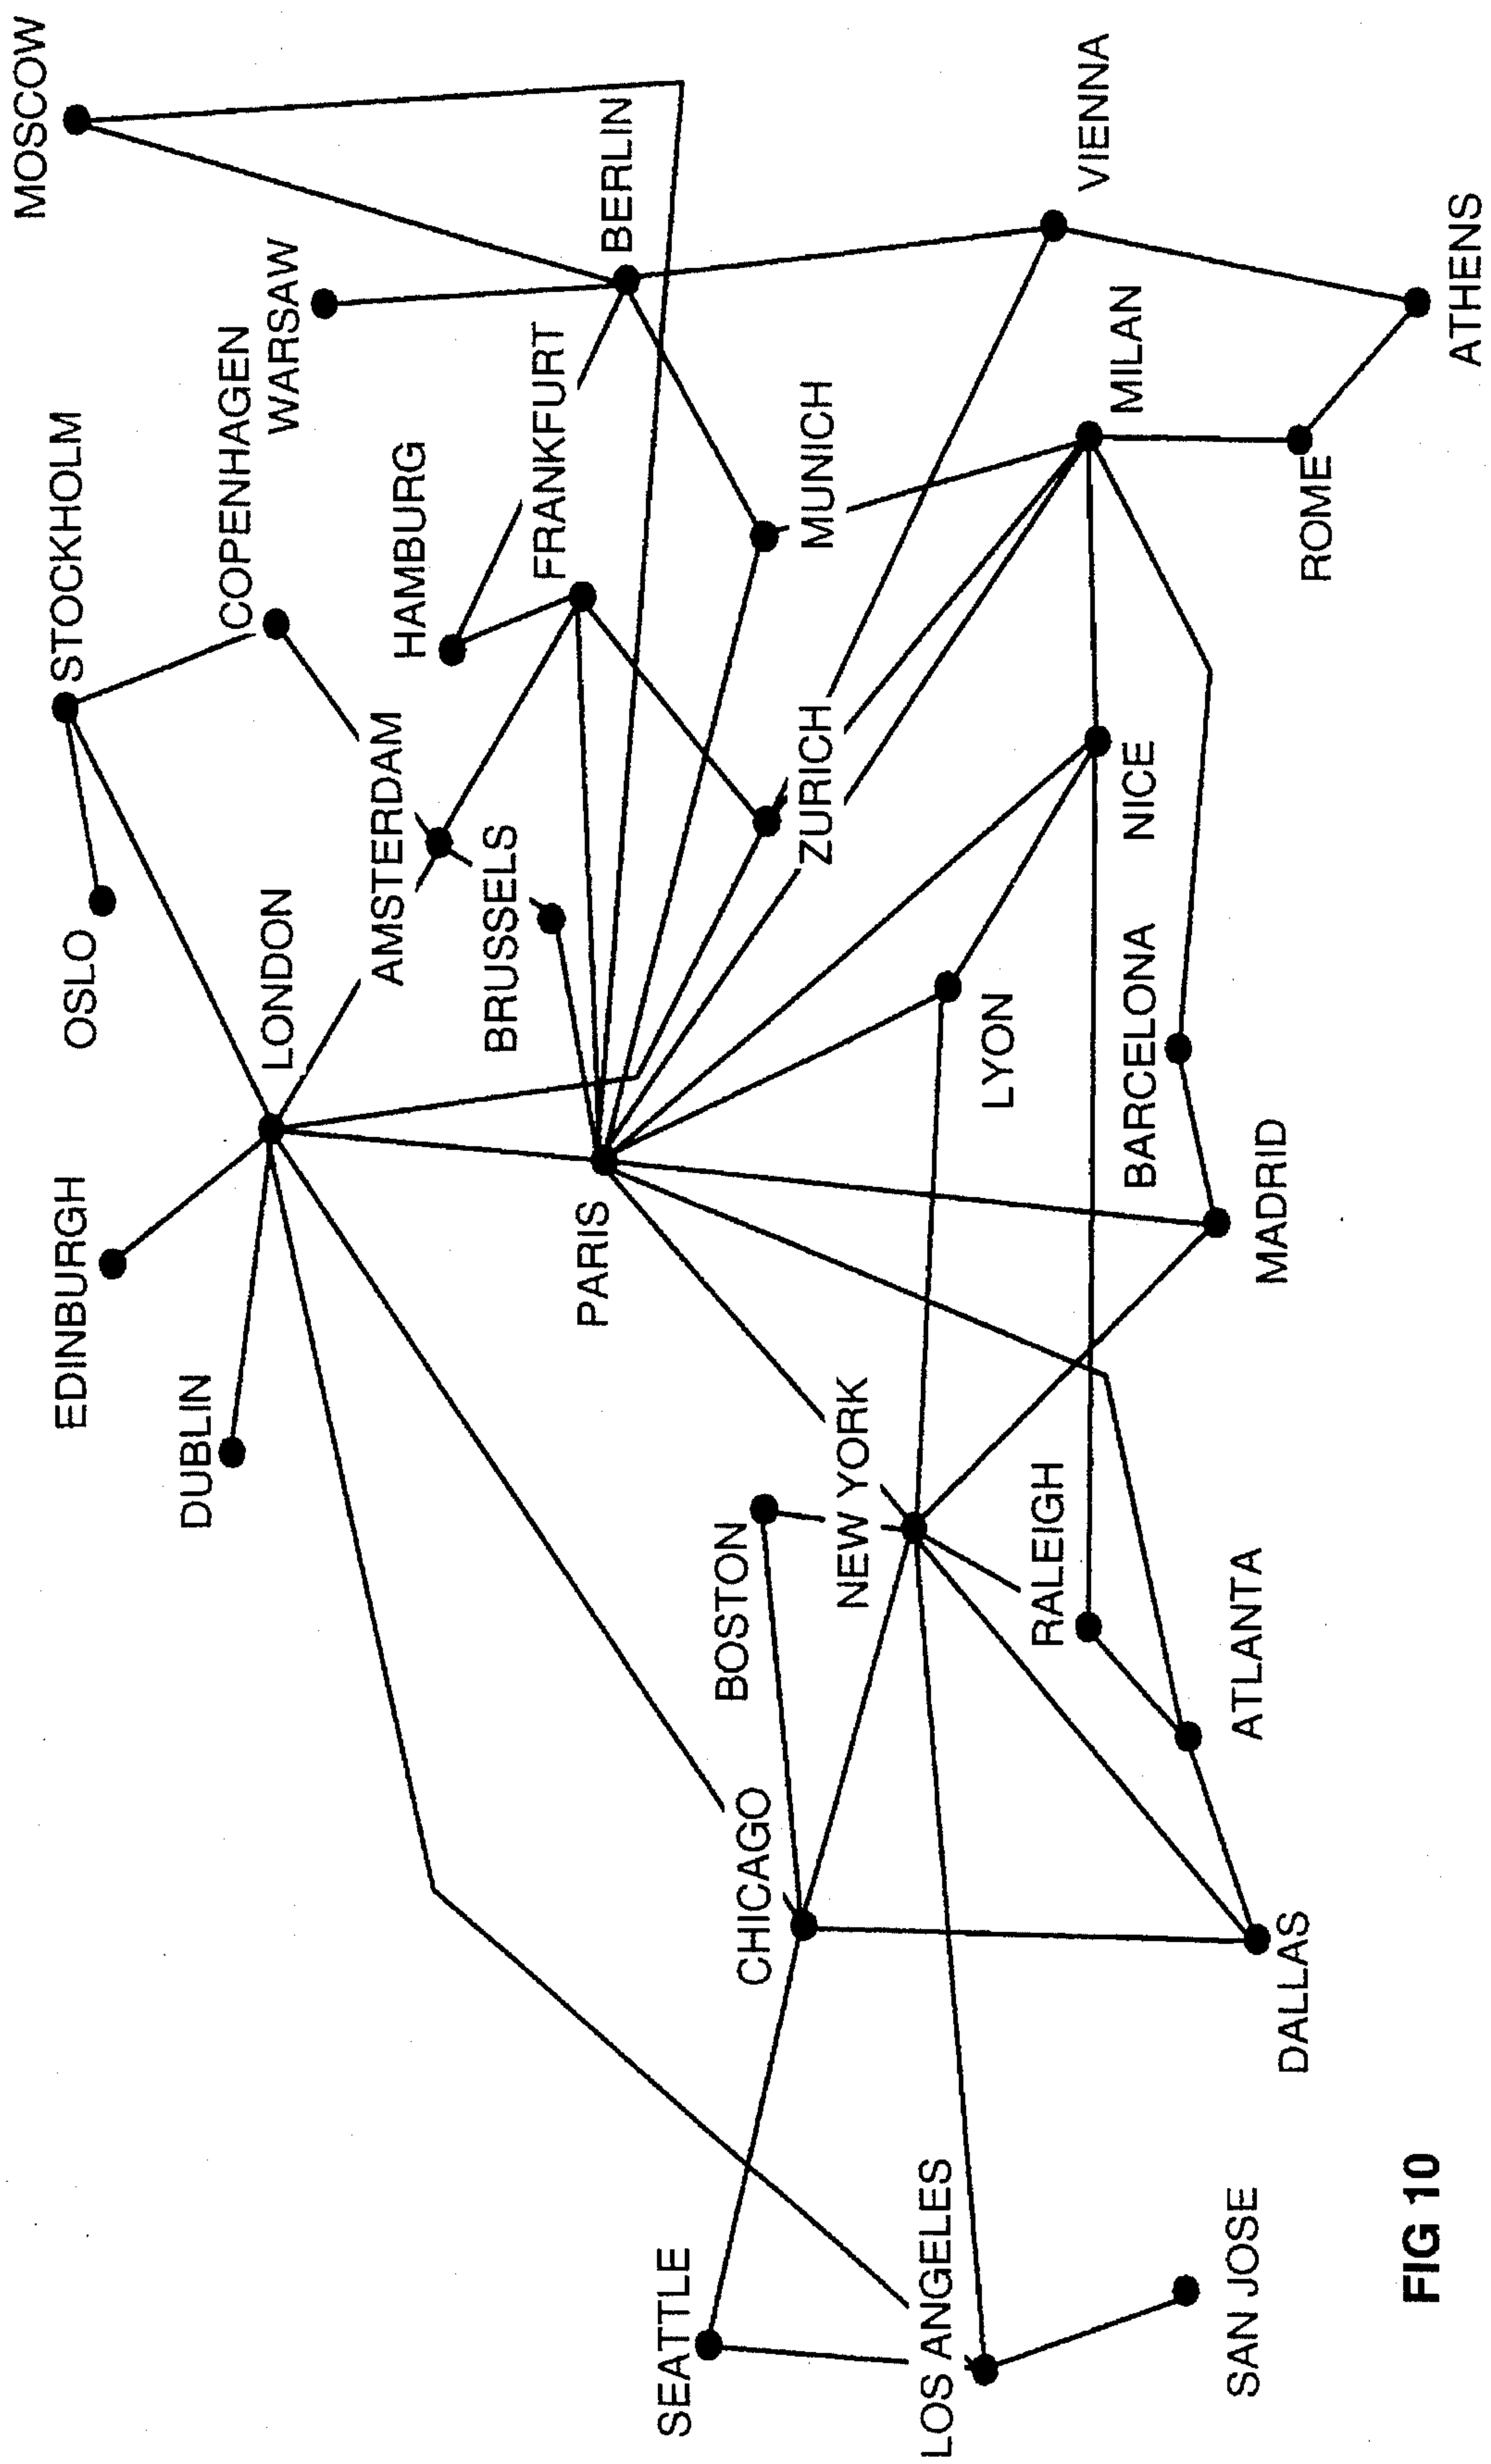 MOSCOW
STOCKHOLM
OSLO
COPENHAGEN
WARSAW
EDINBURGH
DUBLIN
LONDON
AMSTERDAM
HAMBURG
BERLIN
BRUSSELS
FRANKFURT
PARIS
MUNICH
ZURICH
VIENNA
MILAN
LYON
NICE
BARCELONA
ROME
ATHENS
MADRID
BOSTON
NEW YORK
RALEIGH
ATLANTA
CHICAGO
DALLAS
SEATTLE
LOS ANGELES
SAN JOSE
FIG 10